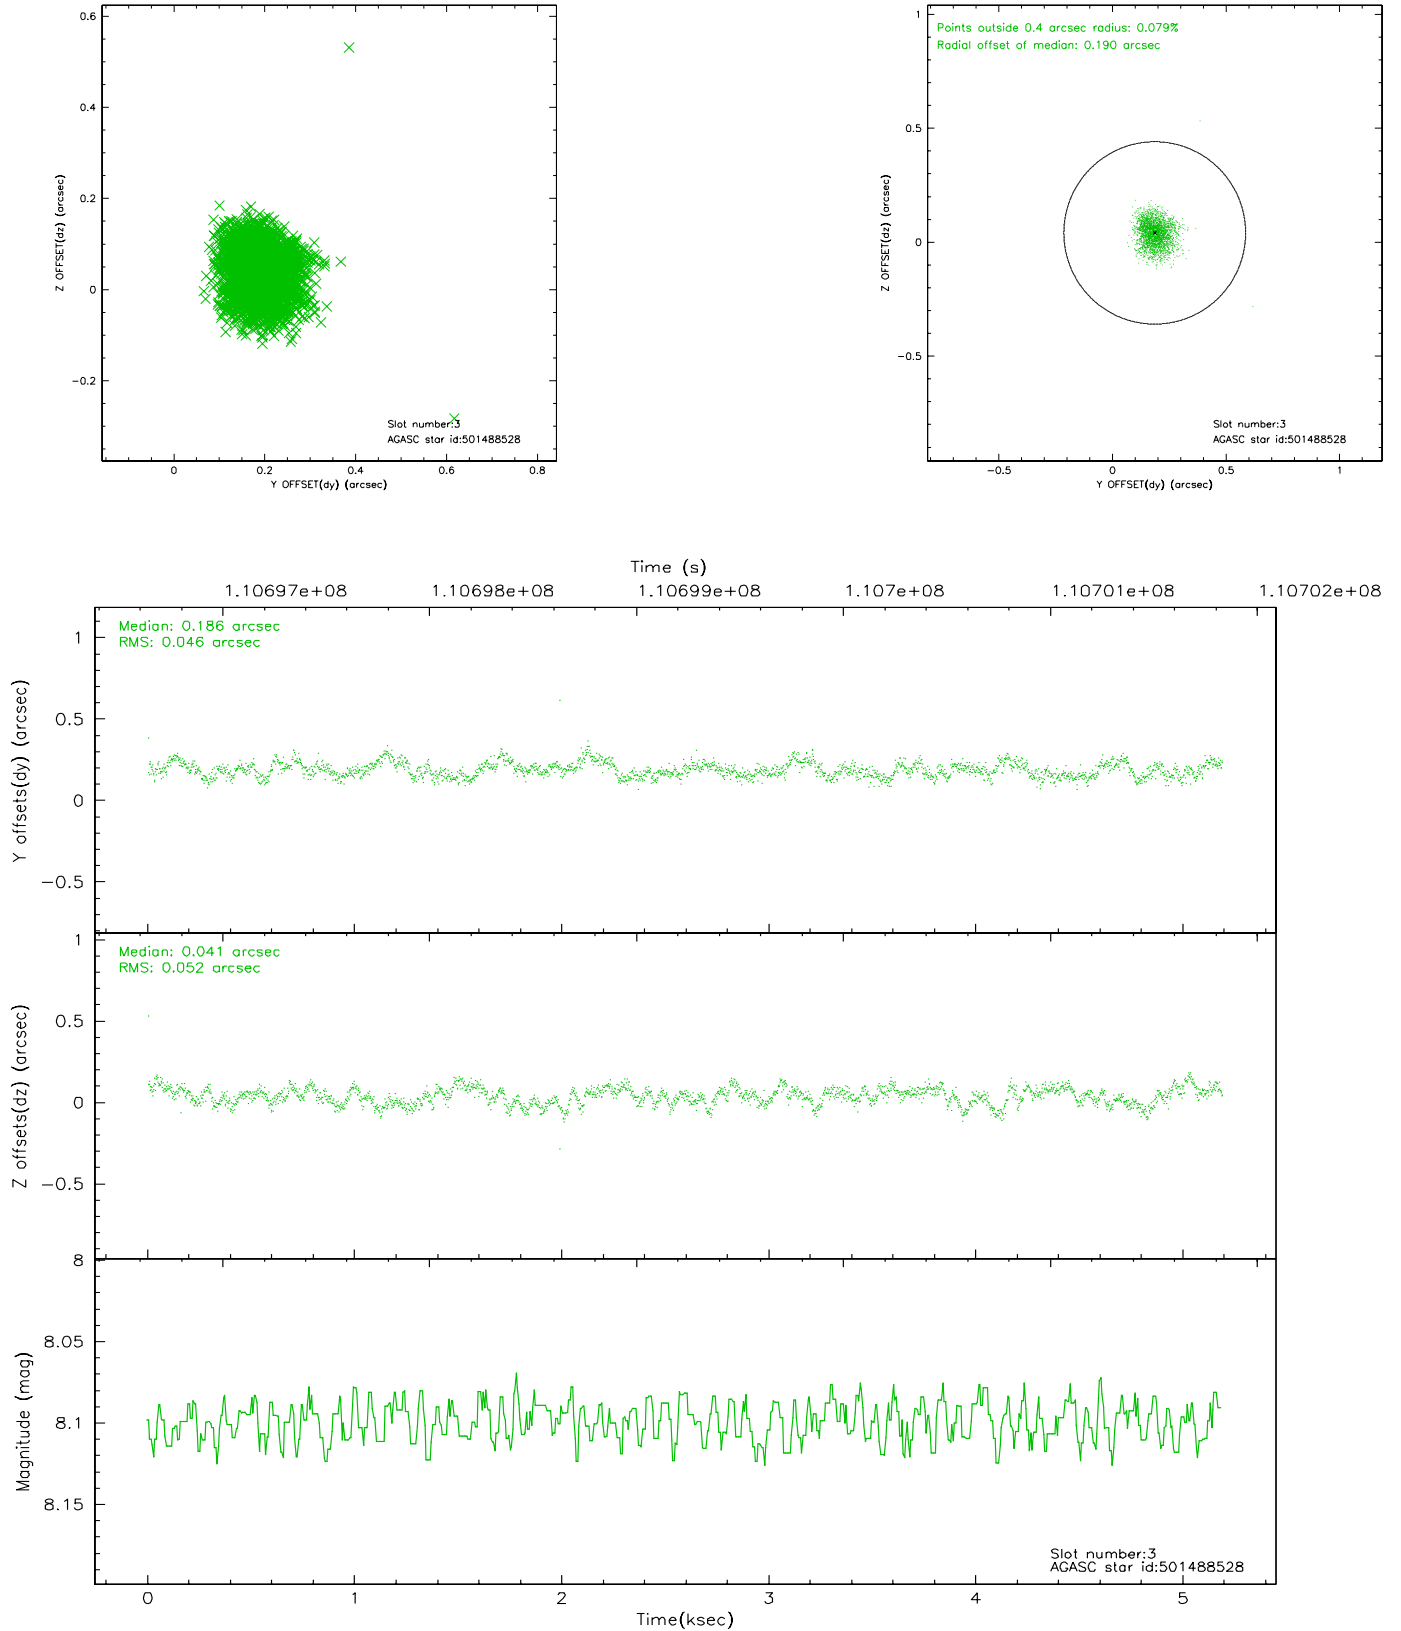 0.6
0.4
0.2
0
−0.2
Z OFFSET(dz) (arcsec)
0
0.2
0.4
0.6
0.8
Y OFFSET(dy) (arcsec)
Slot number:3
AGASC star id:501488528
Points outside 0.4 arcsec radius: 0.079%
Radial offset of median: 0.190 arcsec
1
0.5
0
−0.5
Z OFFSET(dz) (arcsec)
−0.5
0
0.5
1
Y OFFSET(dy) (arcsec)
Slot number:3
AGASC star id:501488528
Time (s)
1.10697e+08 1.10698e+08 1.10699e+08 1.107e+08 1.10701e+08 1.10702e+08
Median: 0.186 arcsec
RMS: 0.046 arcsec
1
0.5
0
−0.5
Y offsets(dy) (arcsec)
Median: 0.041 arcsec
RMS: 0.052 arcsec
1
0.5
0
−0.5
Z offsets(dz) (arcsec)
8
8.05
8.1
8.15
Magnitude (mag)
Slot number:3
AGASC star id:501488528
0 1 2 3 4 5
Time(ksec)